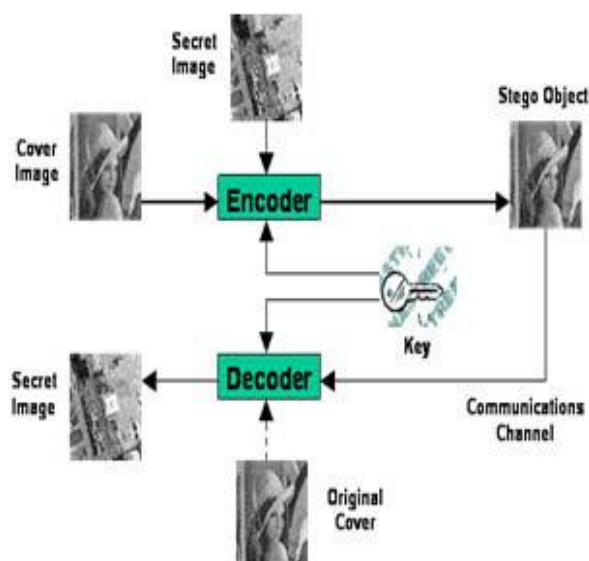 Secret
Image
Stego Object
Cover
Image
Encoder
Key
Secret
Image
Decoder
Communications
Channel
Original
Cover